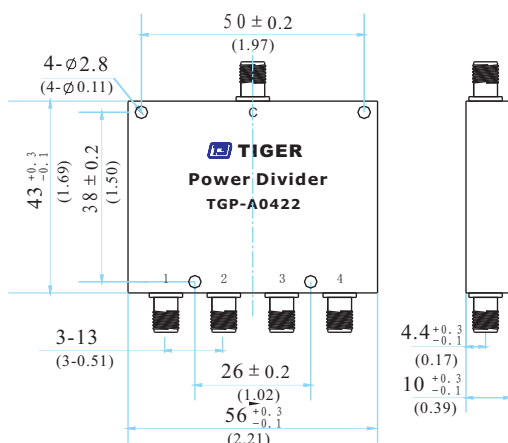 50±0.2
(1.97)
4-⌀2.8
(4-⌀0.11)
C
TIGER
Power Divider
TGP-A0422
43 +0.3 -0.1
(1.69)
38±0.2
(1.50)
1 2 3 4
3-13
(3-0.51)
26±0.2
(1.02)
56 +0.3 -0.1
(2.21)
4.4 +0.3 -0.1
(0.17)
10 +0.3 -0.1
(0.39)